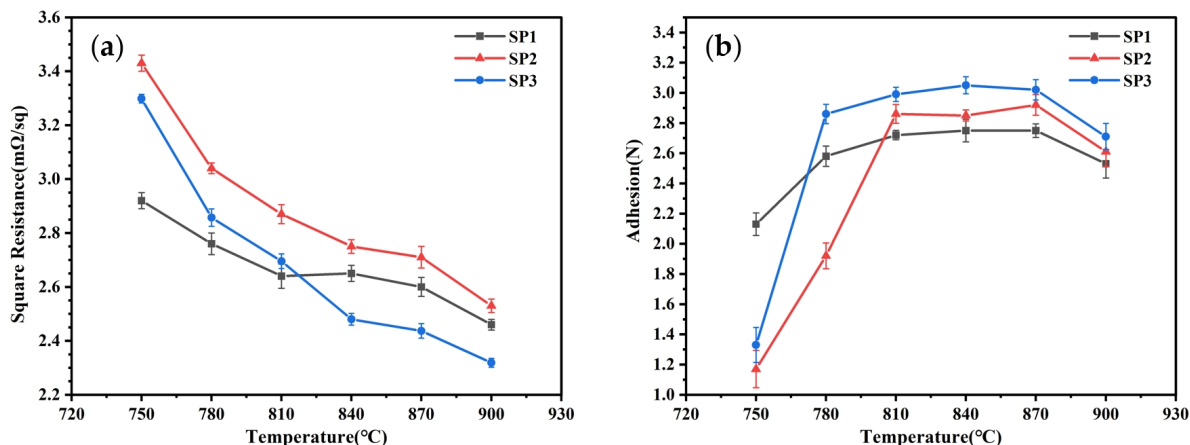 (a)
SP1
SP2
SP3
Square Resistance(mΩ/sq)
3.6
3.4
3.2
3.0
2.8
2.6
2.4
2.2
720 750 780 810 840 870 900 930
Temperature(°C)
(b)
SP1
SP2
SP3
Adhesion(N)
3.4
3.2
3.0
2.8
2.6
2.4
2.2
2.0
1.8
1.6
1.4
1.2
1.0
720 750 780 810 840 870 900 930
Temperature(°C)